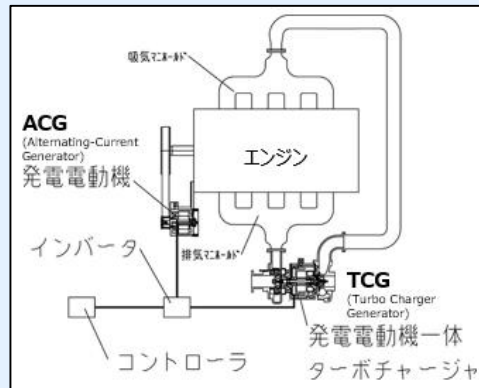 吸気マニホールド
ACG
(Alternating-Current
Generator)
発電電動機
エンジン
インバータ
排気マニホールド
TCG
(Turbo Charger
Generator)
発電電動機一体
ターボチャージャ
コントローラ